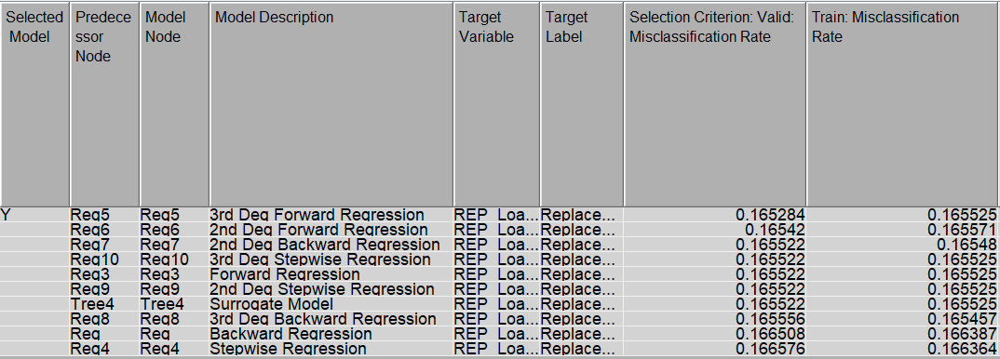 Selected Model Predecessor Node Model Node Model Description Target Variable Target Label Selection Criterion: Valid: Misclassification Rate Train: Misclassification Rate
Y Reg5 Reg5 3rd Deg Forward Regression REP_Loa... Replace... 0.165284 0.165525
Reg6 Reg6 2nd Deg Forward Regression REP_Loa... Replace... 0.16542 0.165571
Reg7 Reg7 2nd Deg Backward Regression REP_Loa... Replace... 0.165522 0.16548
Reg10 Reg10 3rd Deg Stepwise Regression REP_Loa... Replace... 0.165522 0.165525
Reg3 Reg3 Forward Regression REP_Loa... Replace... 0.165522 0.165525
Reg9 Reg9 2nd Deg Stepwise Regression REP_Loa... Replace... 0.165522 0.165525
Tree4 Tree4 Surrogate Model REP_Loa... Replace... 0.165522 0.165525
Reg8 Reg8 3rd Deg Backward Regression REP_Loa... Replace... 0.165556 0.165457
Reg Reg Backward Regression REP_Loa... Replace... 0.166508 0.166387
Reg4 Reg4 Stepwise Regression REP_Loa... Replace... 0.166576 0.166364